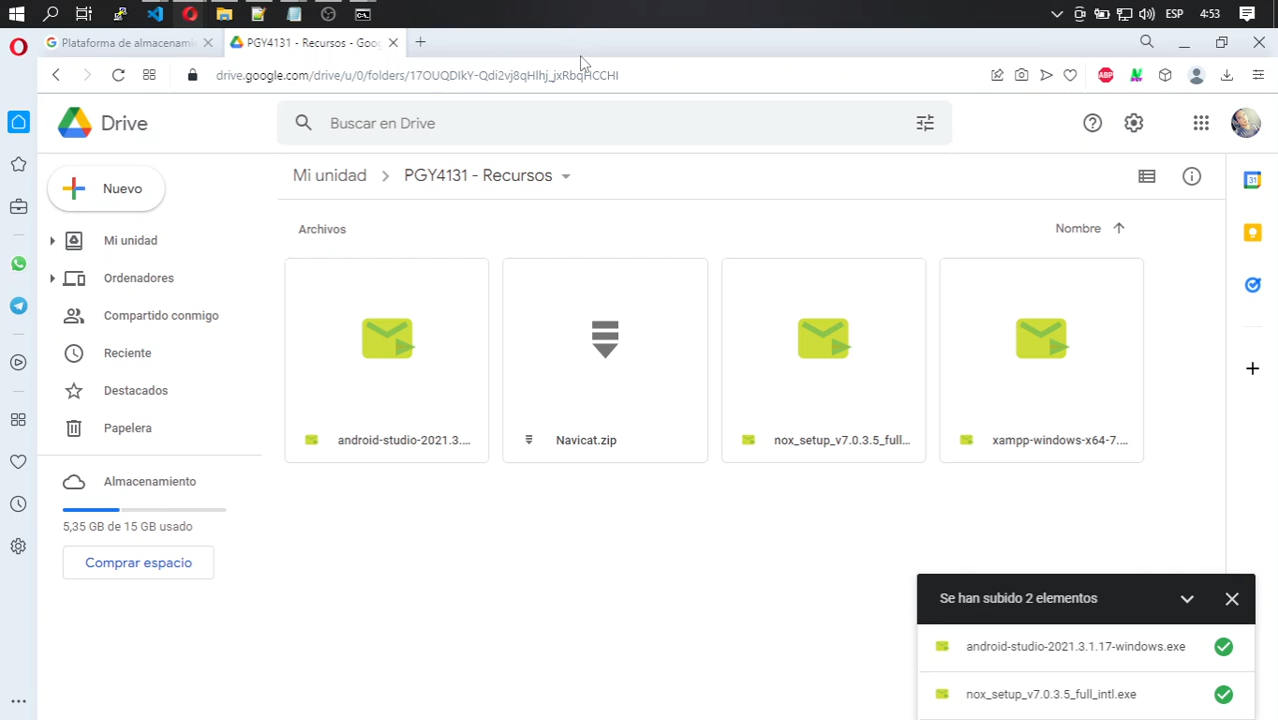 ESP
4:53
Plataforma de almacenami
PGY4131 - Recursos - Goog
drive.google.com/drive/u/0/folders/17OUQDIkY-Qdi2vj8qHlhj_jxRbqHCCHI
ABP
Drive
Buscar en Drive
Nuevo
Mi unidad
PGY4131 - Recursos
31
Mi unidad
Ordenadores
Compartido conmigo
Reciente
Destacados
Papelera
Almacenamiento
5,35 GB de 15 GB usado
Comprar espacio
Archivos
Nombre
android-studio-2021.3....
Navicat.zip
nox_setup_v7.0.3.5_full...
xampp-windows-x64-7....
Se han subido 2 elementos
android-studio-2021.3.1.17-windows.exe
nox_setup_v7.0.3.5_full_intl.exe